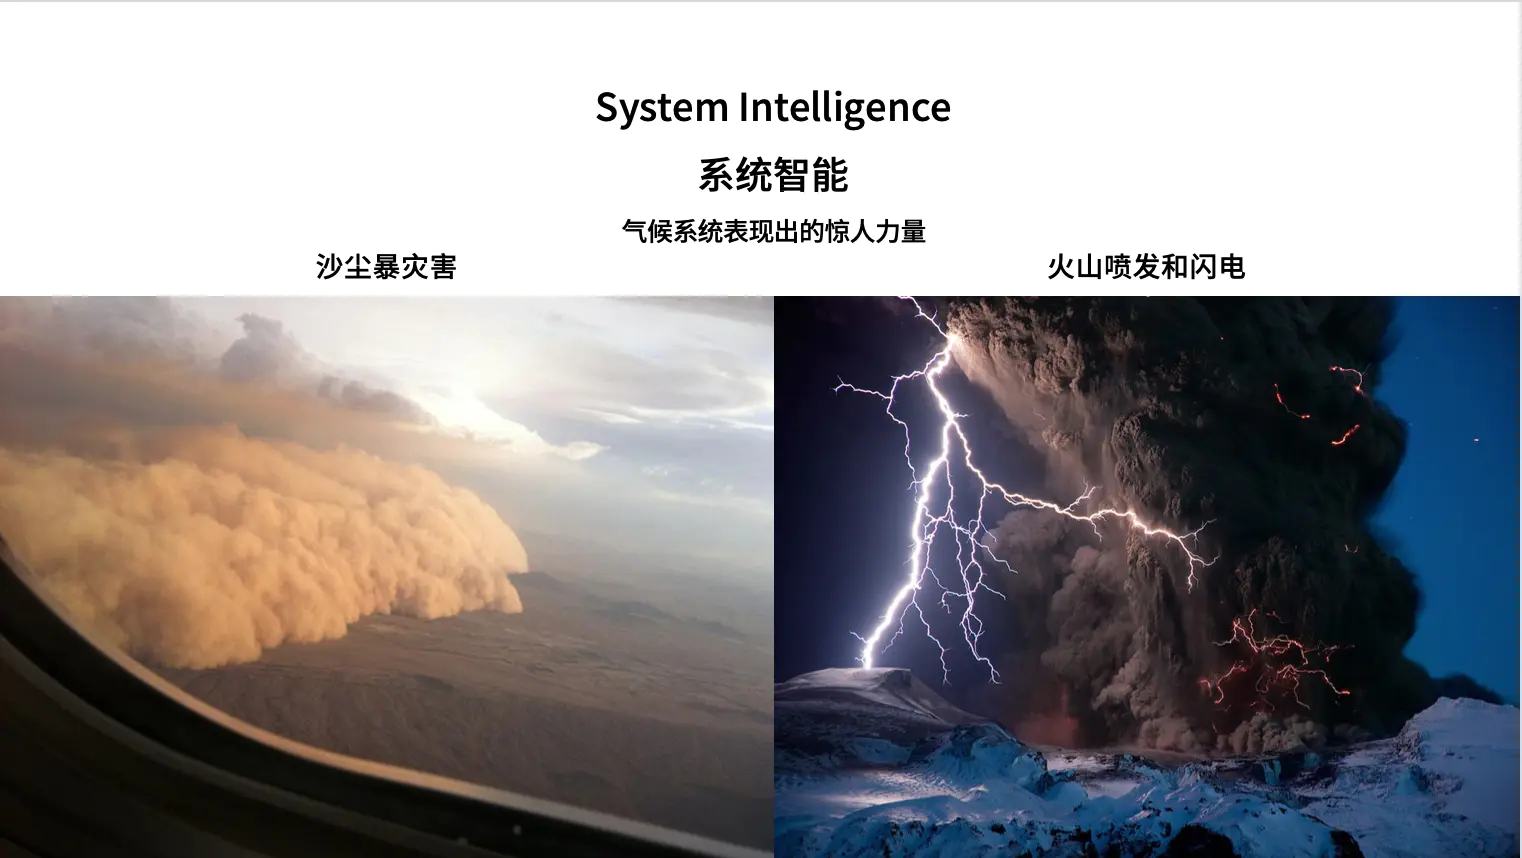 System Intelligence
系统智能
气候系统表现出的惊人力量
沙尘暴灾害
火山喷发和闪电